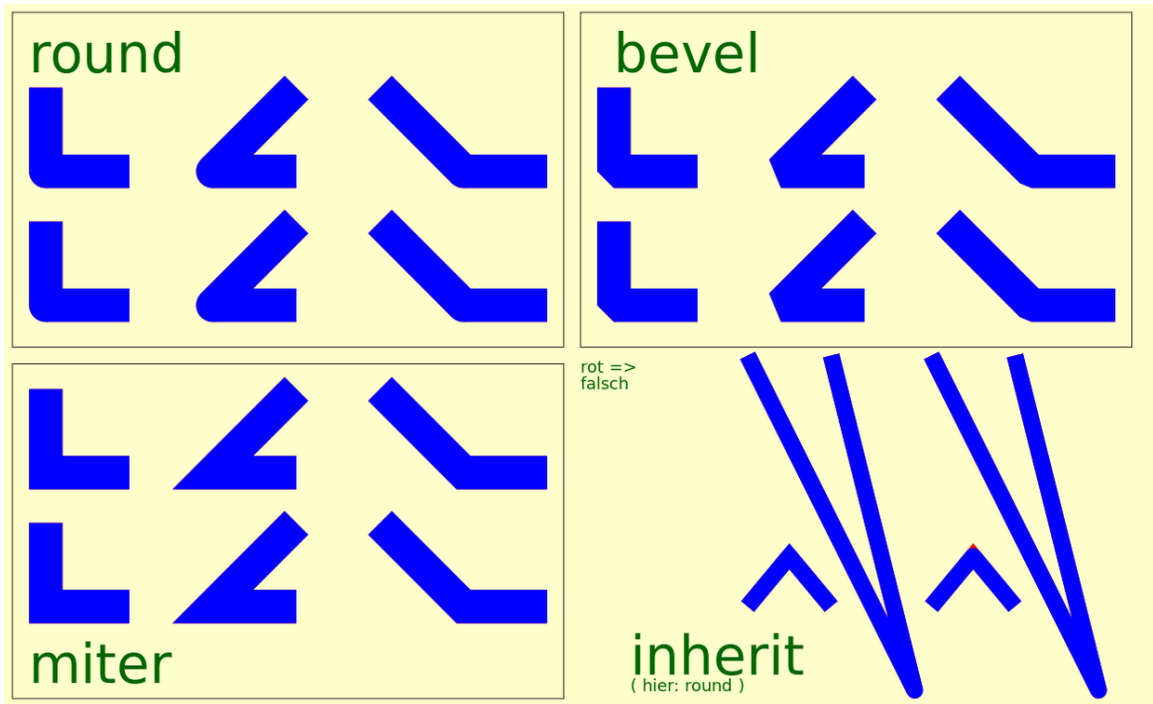 round
bevel
rot =>
falsch
miter
inherit
( hier: round )